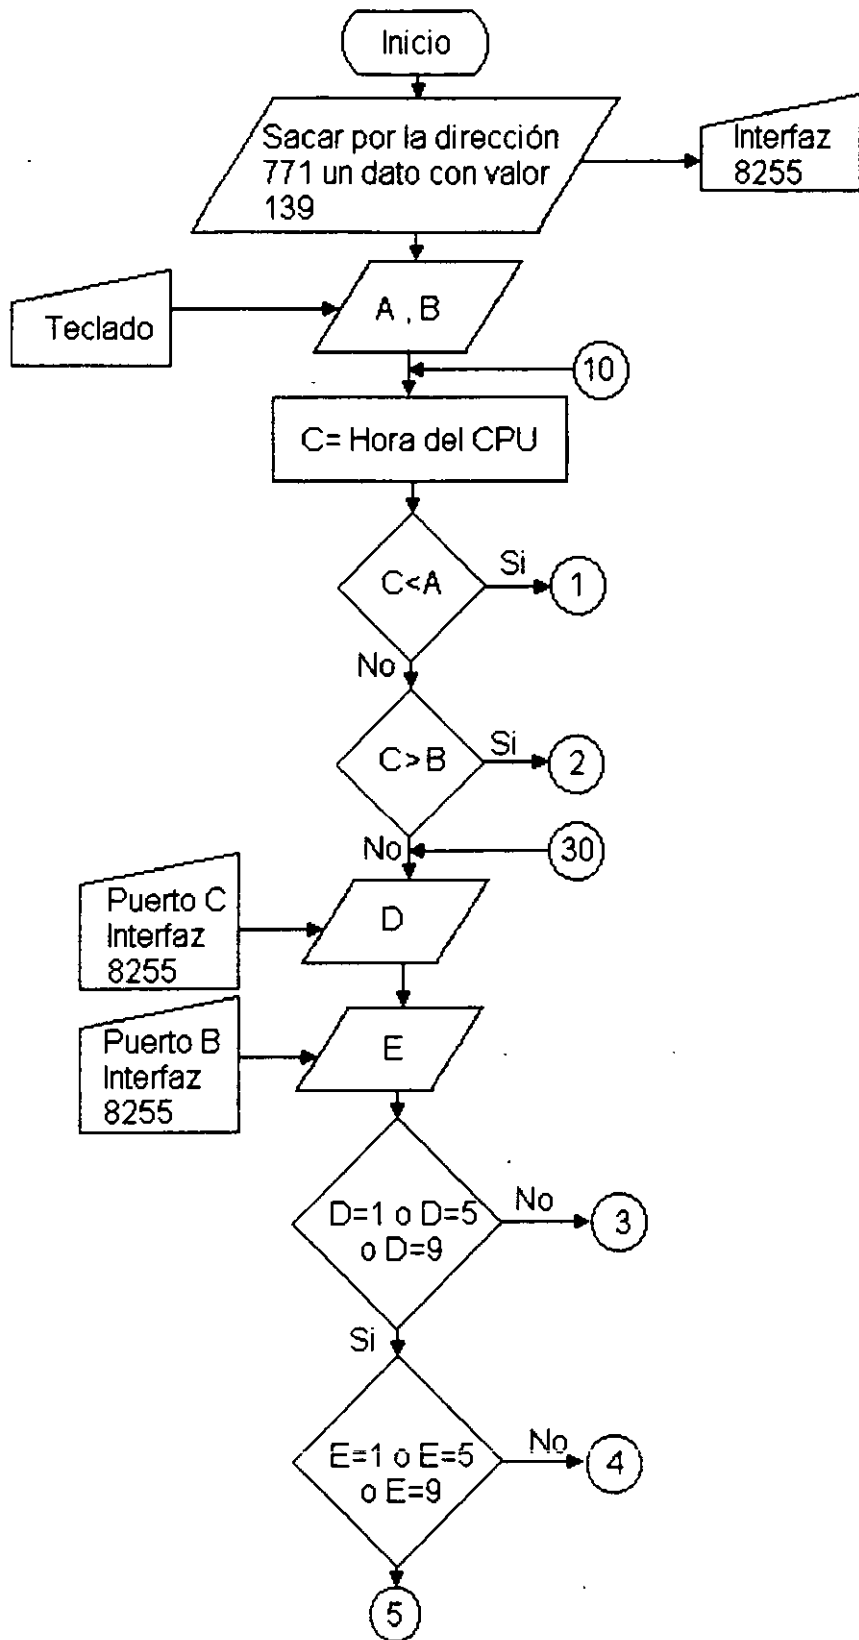 Inicio
Sacar por la dirección
771 un dato con valor
139
Interfaz
8255
Teclado
A , B
10
C= Hora del CPU
C<A
Si
1
No
C>B
Si
2
No
30
Puerto C
Interfaz
8255
D
Puerto B
Interfaz
8255
E
D=1 o D=5
o D=9
No
3
Si
E=1 o E=5
o E=9
No
4
5